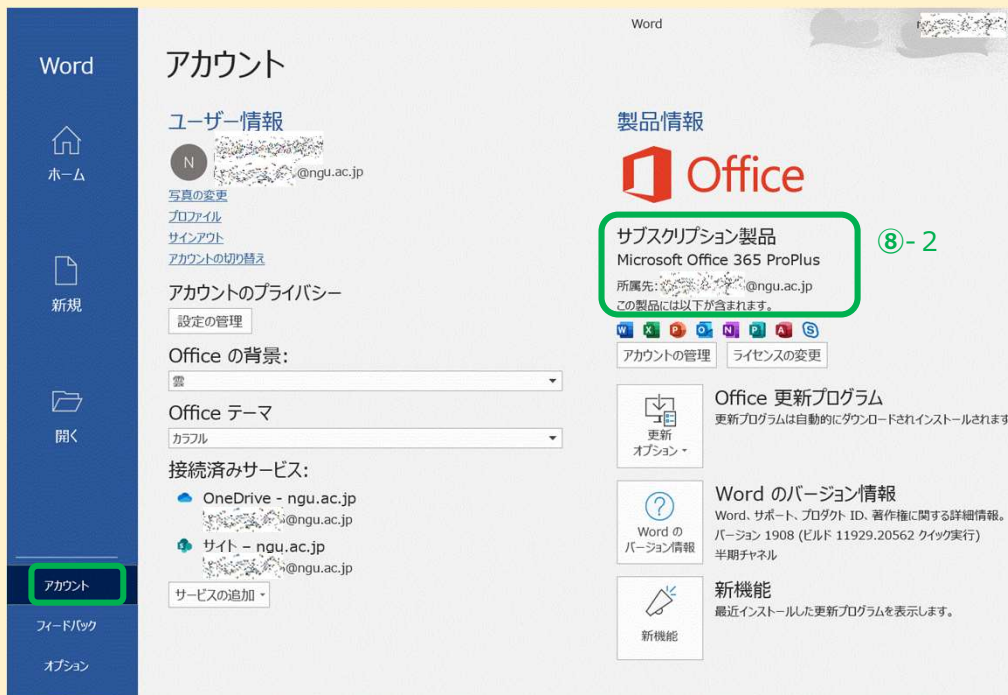 Word
Word
アカウント
ホーム
新規
開く
アカウント
フィードバック
オプション
ユーザー情報
N
@ngu.ac.jp
写真の変更
プロファイル
サインアウト
アカウントの切り替え
アカウントのプライバシー
設定の管理
Office の背景:
雲
Office テーマ
カラフル
接続済みサービス:
OneDrive - ngu.ac.jp
@ngu.ac.jp
サイト – ngu.ac.jp
@ngu.ac.jp
サービスの追加
製品情報
Office
サブスクリプション製品
Microsoft Office 365 ProPlus
所属先: @ngu.ac.jp
この製品には以下が含まれます。
⑧-2
アカウントの管理 ライセンスの変更
更新
オプション
Office 更新プログラム
更新プログラムは自動的にダウンロードされインストールされます
Word の
バージョン情報
Word のバージョン情報
Word、サポート、プロダクト ID、著作権に関する詳細情報。
バージョン 1908 (ビルド 11929.20562 クイック実行)
半期チャネル
新機能
新機能
最近インストールした更新プログラムを表示します。